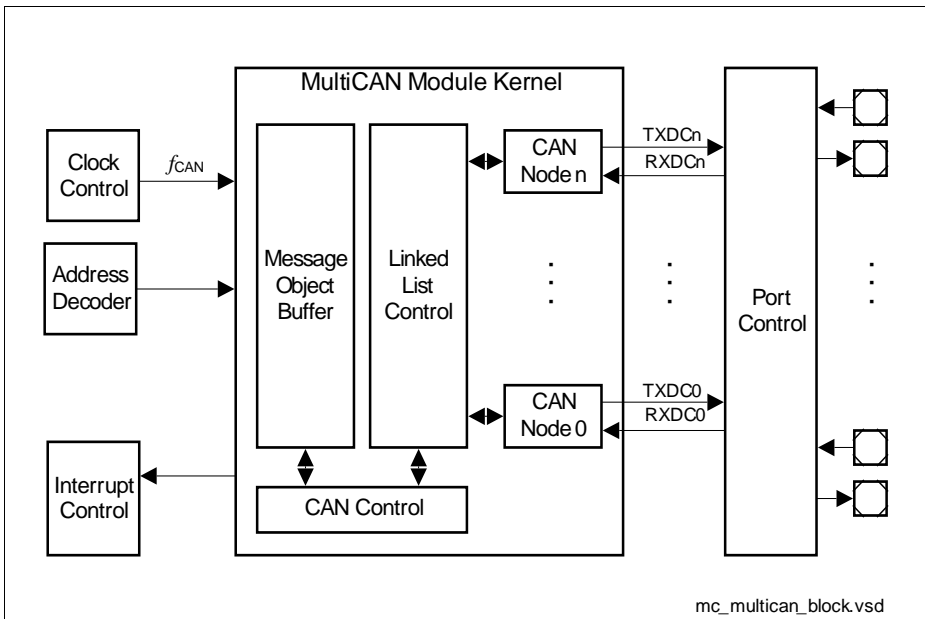 MultiCAN Module Kernel
Clock
Control
fCAN
Address
Decoder
Interrupt
Control
Message
Object
Buffer
Linked
List
Control
CAN
Node n
CAN
Node 0
CAN Control
TXDCn
RXDCn
TXDC0
RXDC0
Port
Control
mc_multican_block.vsd